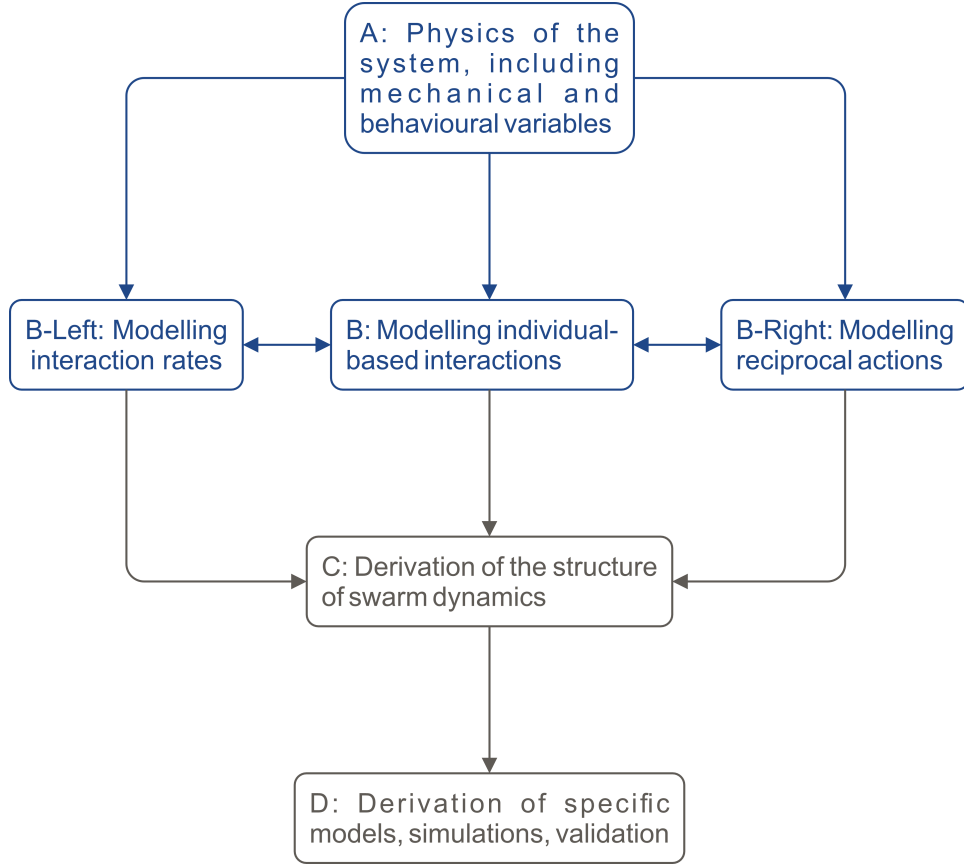 A: Physics of the
system, including
mechanical and
behavioural variables
B-Left: Modelling
interaction rates
B: Modelling individual-
based interactions
B-Right: Modelling
reciprocal actions
C: Derivation of the structure
of swarm dynamics
D: Derivation of specific
models, simulations, validation